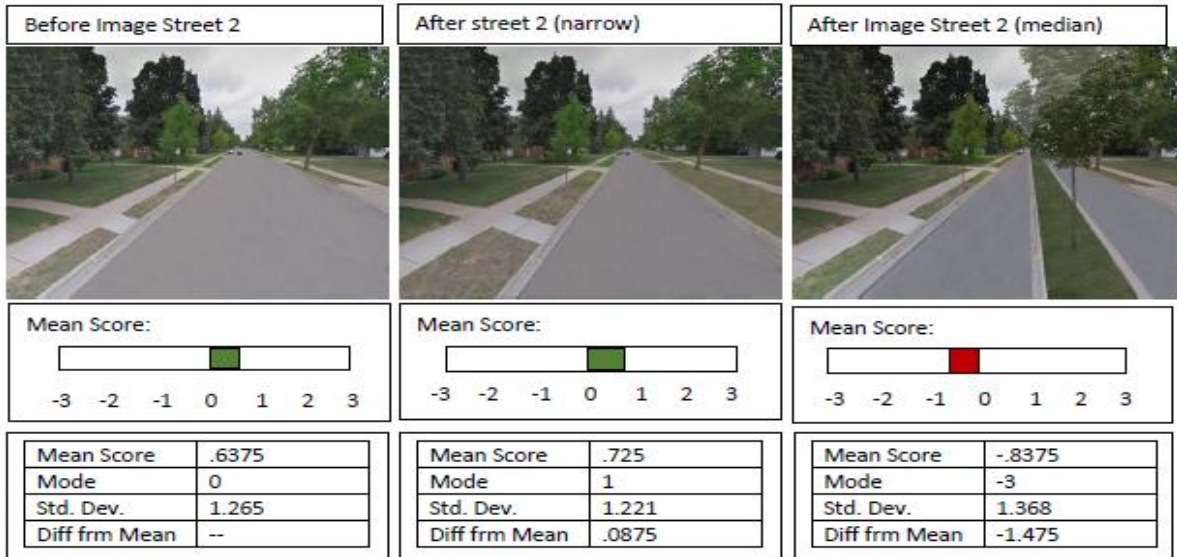 Before Image Street 2
After street 2 (narrow)
After Image Street 2 (median)
Mean Score:
-3 -2 -1 0 1 2 3
Mean Score:
-3 -2 -1 0 1 2 3
Mean Score:
-3 -2 -1 0 1 2 3
Mean Score .6375
Mode 0
Std. Dev. 1.265
Diff frm Mean --
Mean Score .725
Mode 1
Std. Dev. 1.221
Diff frm Mean .0875
Mean Score -.8375
Mode -3
Std. Dev. 1.368
Diff frm Mean -1.475